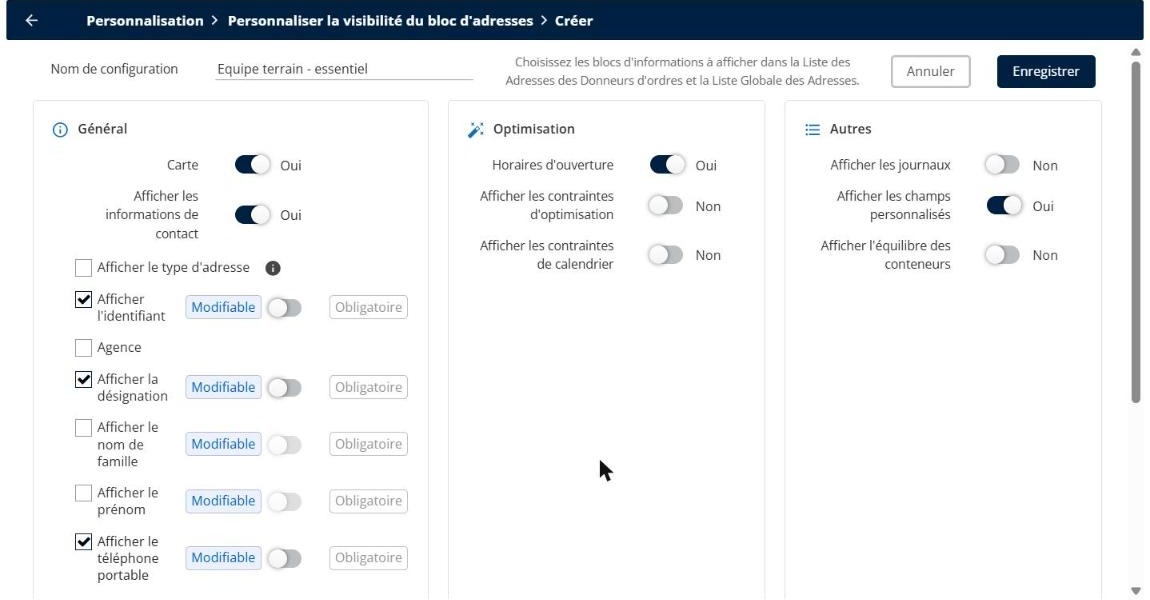 Personnalisation > Personnaliser la visibilité du bloc d'adresses > Créer
Nom de configuration
Equipe terrain - essentiel
Choisissez les blocs d'informations à afficher dans la Liste des
Adresses des Donneurs d'ordres et la Liste Globale des Adresses.
Annuler
Enregistrer
Général
Carte
Oui
Afficher les
informations de
contact
Oui
Afficher le type d'adresse
Afficher
l'identifiant
Modifiable
Obligatoire
Agence
Afficher la
désignation
Modifiable
Obligatoire
Afficher le
nom de
famille
Modifiable
Obligatoire
Afficher le
prénom
Modifiable
Obligatoire
Afficher le
téléphone
portable
Modifiable
Obligatoire
Optimisation
Horaires d'ouverture
Oui
Afficher les contraintes
d'optimisation
Non
Afficher les contraintes
de calendrier
Non
Autres
Afficher les journaux
Non
Afficher les champs
personnalisés
Oui
Afficher l'équilibre des
conteneurs
Non